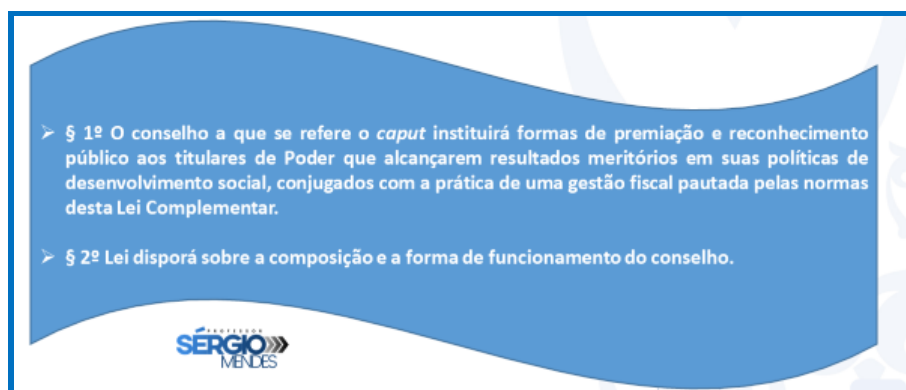 ➢ § 1º O conselho a que se refere o caput instituirá formas de premiação e reconhecimento
público aos titulares de Poder que alcançarem resultados meritórios em suas políticas de
desenvolvimento social, conjugados com a prática de uma gestão fiscal pautada pelas normas
desta Lei Complementar.
➢ § 2º Lei disporá sobre a composição e a forma de funcionamento do conselho.
PROFESSOR
SÉRGIO
MENDES